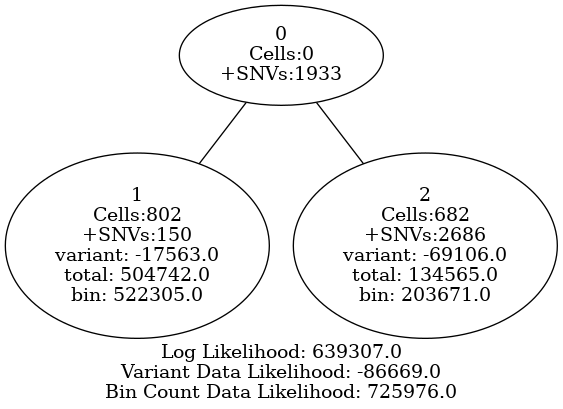 0
Cells:0
+SNVs:1933
1
Cells:802
+SNVs:150
variant: -17563.0
total: 504742.0
bin: 522305.0
2
Cells:682
+SNVs:2686
variant: -69106.0
total: 134565.0
bin: 203671.0
Log Likelihood: 639307.0
Variant Data Likelihood: -86669.0
Bin Count Data Likelihood: 725976.0